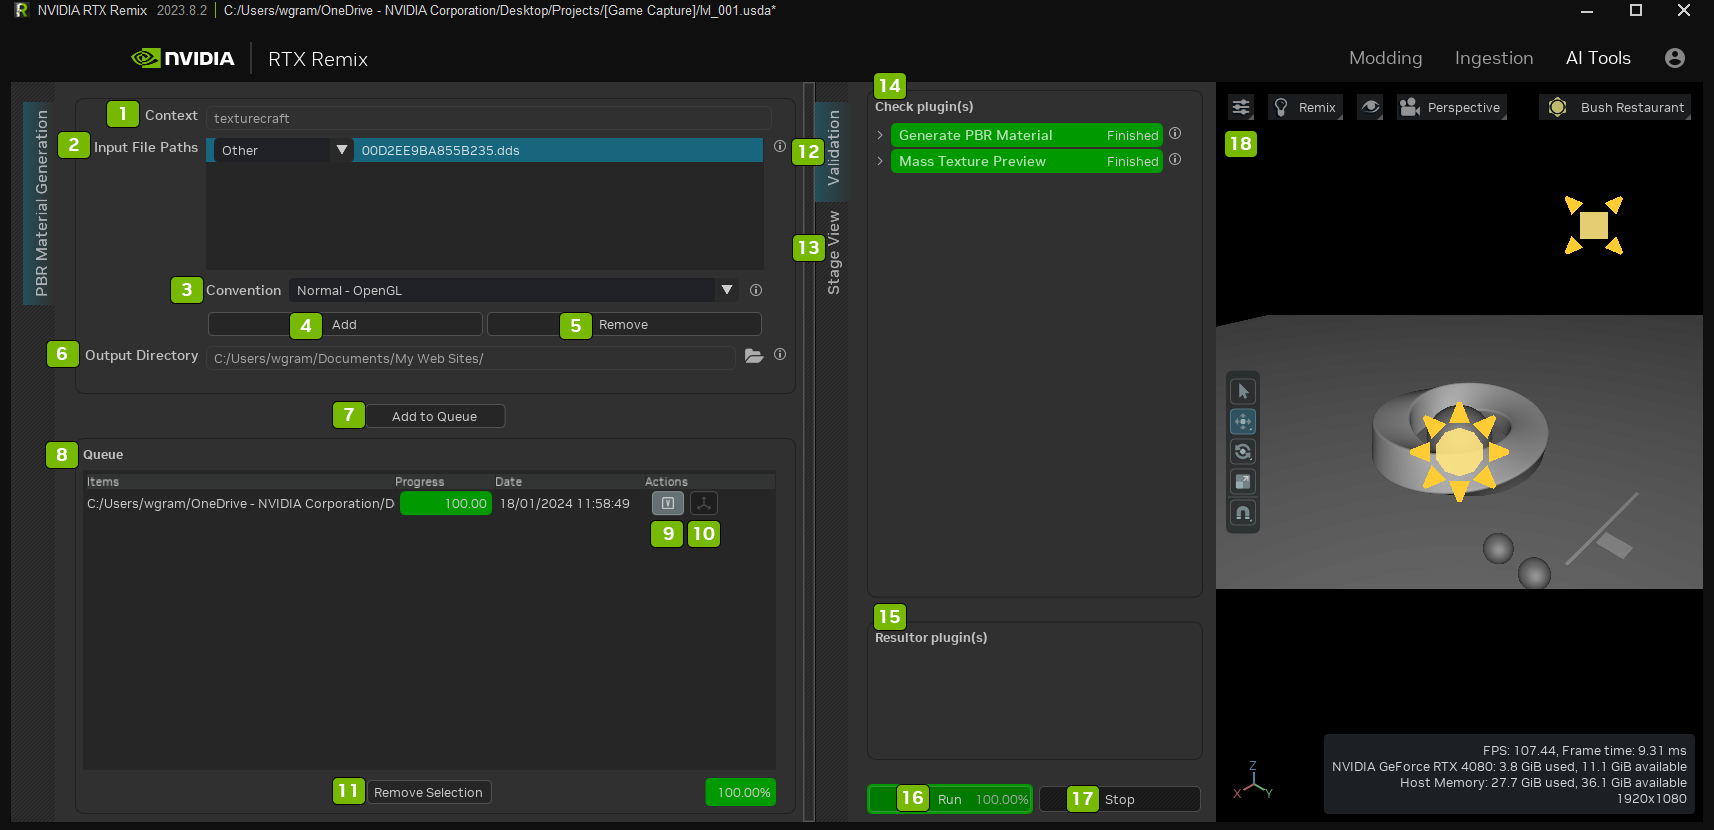 NVIDIA RTX Remix 2023.8.2 | C:/Users/wgram/OneDrive - NVIDIA Corporation/Desktop/Projects/[Game Capture]/lvl_001.usda*
NVIDIA RTX Remix
Modding Ingestion AI Tools
PBR Material Generation
1 Context texturecraft
2 Input File Paths Other 00D2EE9BA855B235.dds
3 Convention Normal - OpenGL
4 Add 5 Remove
6 Output Directory C:/Users/wgram/Documents/My Web Sites/
7 Add to Queue
8 Queue
Items Progress Date Actions
C:/Users/wgram/OneDrive - NVIDIA Corporation/D 100.00 18/01/2024 11:58:49
9 10
11 Remove Selection 100.00%
12 Validation
13 Stage View
14
Check plugin(s)
Generate PBR Material Finished
Mass Texture Preview Finished
15
Resultor plugin(s)
16 Run 100.00% 17 Stop
Remix Perspective Bush Restaurant
18
Z
X Y
FPS: 107.44, Frame time: 9.31 ms
NVIDIA GeForce RTX 4080: 3.8 GiB used, 11.1 GiB available
Host Memory: 27.7 GiB used, 36.1 GiB available
1920x1080